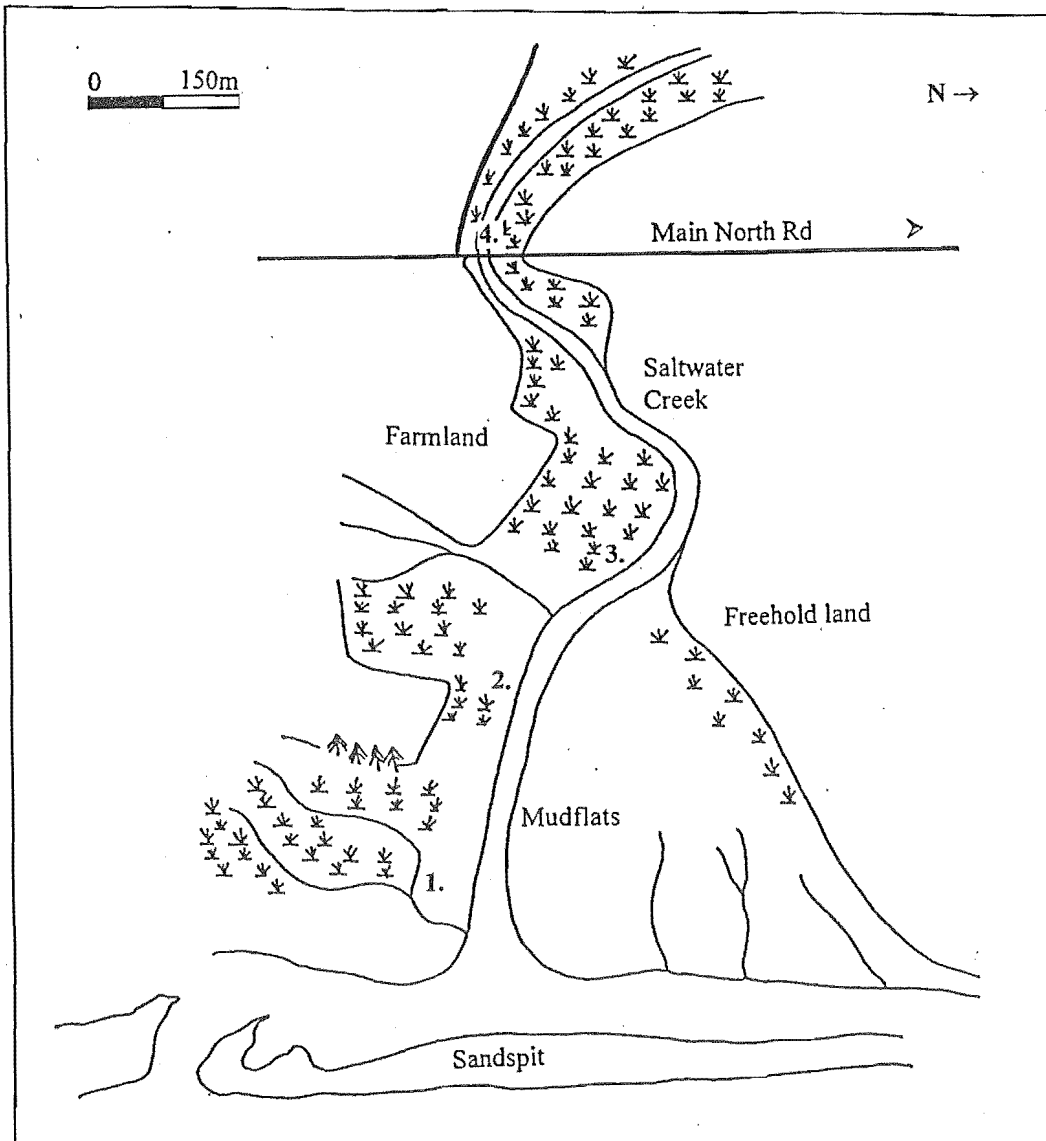 0 150m
N →
4.
Main North Rd
Saltwater
Creek
Farmland
3.
Freehold land
2.
Mudflats
1.
Sandspit